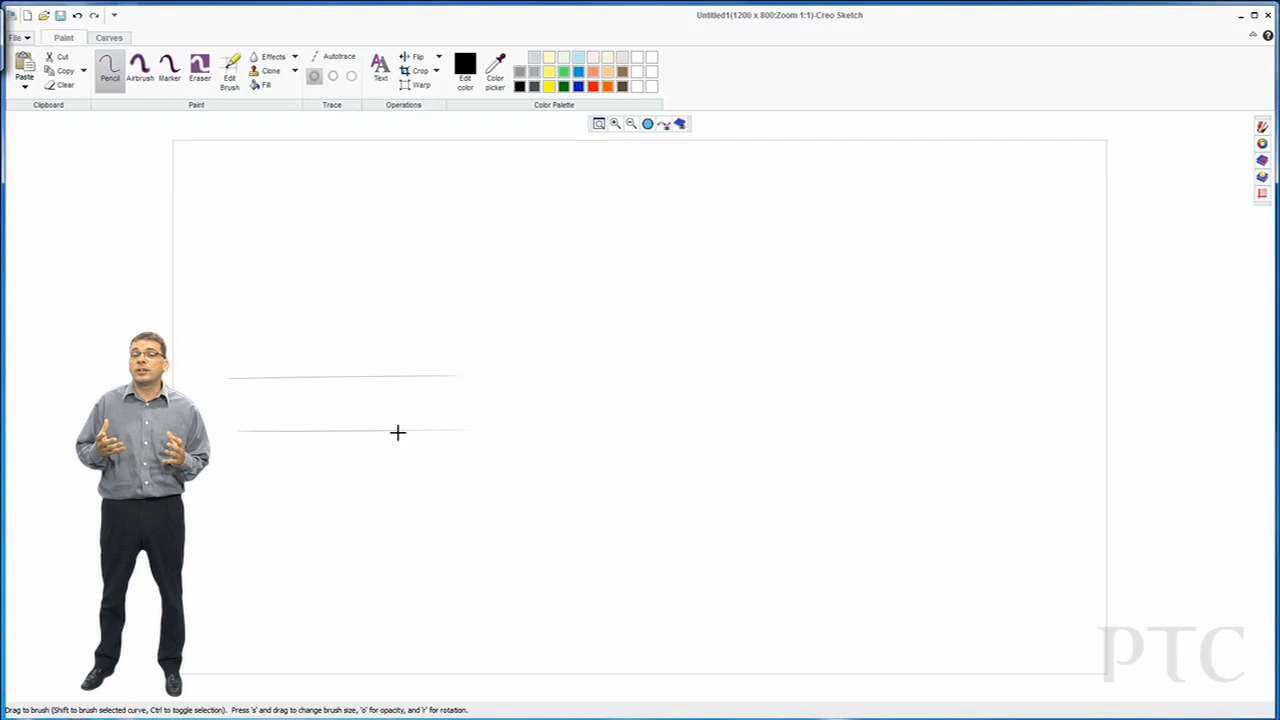 Untitled1(1200 x 800:Zoom 1:1)-Creo Sketch
File Paint Curves
Paste
Cut
Copy
Clear
Pencil Airbrush Marker Eraser Edit Brush
Effects
Clone
Fill
Autotrace
Text
Flip
Crop
Warp
Edit color
Color picker
Clipboard Paint Trace Operations Color Palette
PTC
Drag to brush (Shift to brush selected curve, Ctrl to toggle selection). Press 's' and drag to change brush size, 'o' for opacity, and 'r' for rotation.